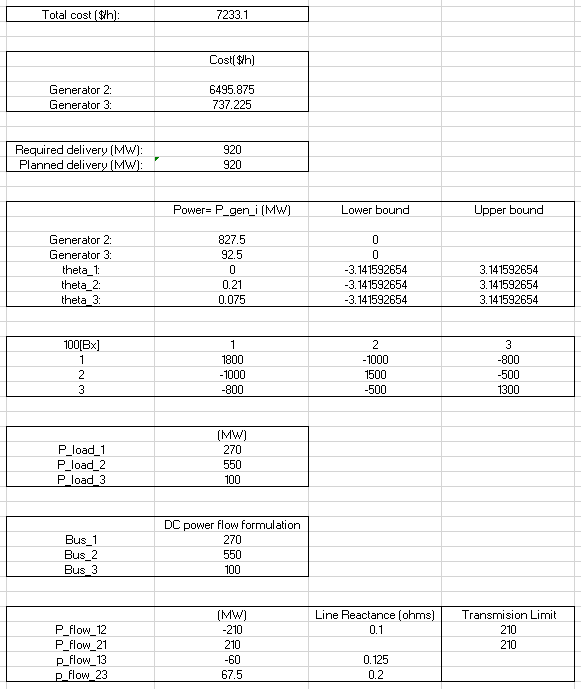 Total cost ($/h): 7233.1
Cost($/h)
Generator 2: 6495.875
Generator 3: 737.225
Required delivery (MW): 920
Planned delivery (MW): 920
Power= P_gen_i (MW) Lower bound Upper bound
Generator 2: 827.5 0
Generator 3: 92.5 0
theta_1: 0 -3.141592654 3.141592654
theta_2: 0.21 -3.141592654 3.141592654
theta_3: 0.075 -3.141592654 3.141592654
100[Bx] 1 2 3
1 1800 -1000 -800
2 -1000 1500 -500
3 -800 -500 1300
(MW)
P_load_1 270
P_load_2 550
P_load_3 100
DC power flow formulation
Bus_1 270
Bus_2 550
Bus_3 100
(MW) Line Reactance (ohms) Transmision Limit
P_flow_12 -210 0.1 210
P_flow_21 210 210
p_flow_13 -60 0.125
p_flow_23 67.5 0.2